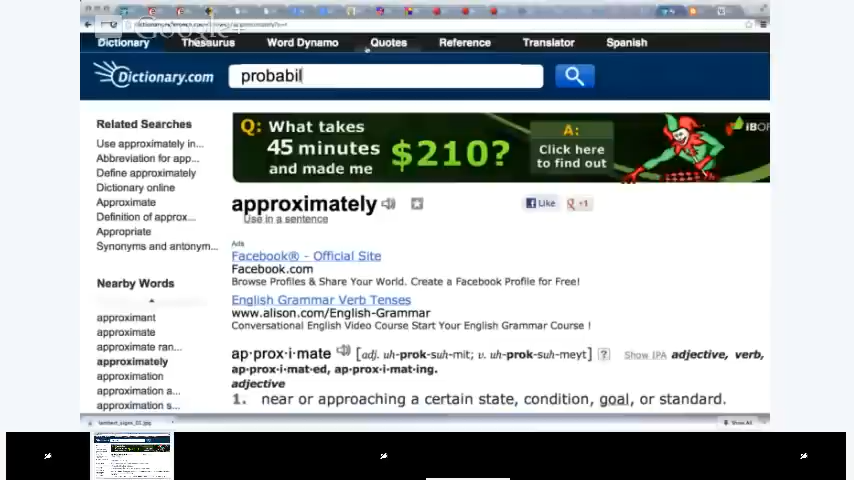 Google+
Dictionary Thesaurus Word Dynamo Quotes Reference Translator Spanish
Dictionary.com
probabil
Related Searches
Use approximately in...
Abbreviation for app...
Define approximately
Dictionary online
Approximate
Definition of approx...
Appropriate
Synonyms and antonym...
Nearby Words
approximant
approximate
approximate ran...
approximately
approximation
approximation a...
approximation s...
Q: What takes
45 minutes
and made me
$210?
A:
Click here
to find out
approximately
Like
+1
Use in a sentence
Ads
Facebook® - Official Site
Facebook.com
Browse Profiles & Share Your World. Create a Facebook Profile for Free!
English Grammar Verb Tenses
www.alison.com/English-Grammar
Conversational English Video Course Start Your English Grammar Course !
ap·prox·i·mate [adj. uh-prok-suh-mit; v. uh-prok-suh-meyt] ? Show IPA adjective, verb,
ap·prox·i·mat·ed, ap·prox·i·mat·ing.
adjective
1. near or approaching a certain state, condition, goal, or standard.
Show All